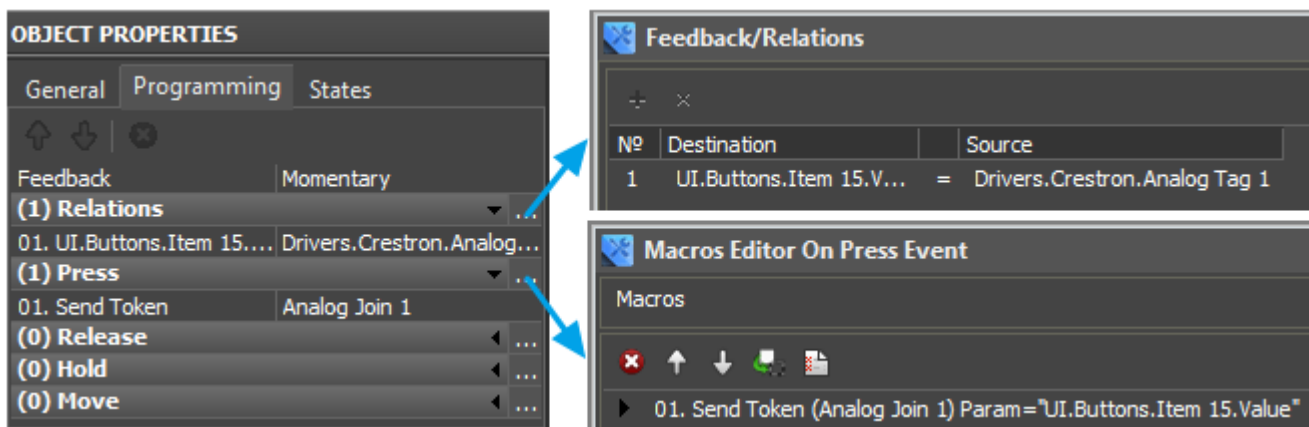 OBJECT PROPERTIES
General Programming States
Feedback Momentary
(1) Relations ...
01. UI.Buttons.Item 15.... Drivers.Crestron.Analog...
(1) Press ...
01. Send Token Analog Join 1
(0) Release ...
(0) Hold ...
(0) Move ...
Feedback/Relations
Nº Destination Source
1 UI.Buttons.Item 15.V... = Drivers.Crestron.Analog Tag 1
Macros Editor On Press Event
Macros
01. Send Token (Analog Join 1) Param="UI.Buttons.Item 15.Value"